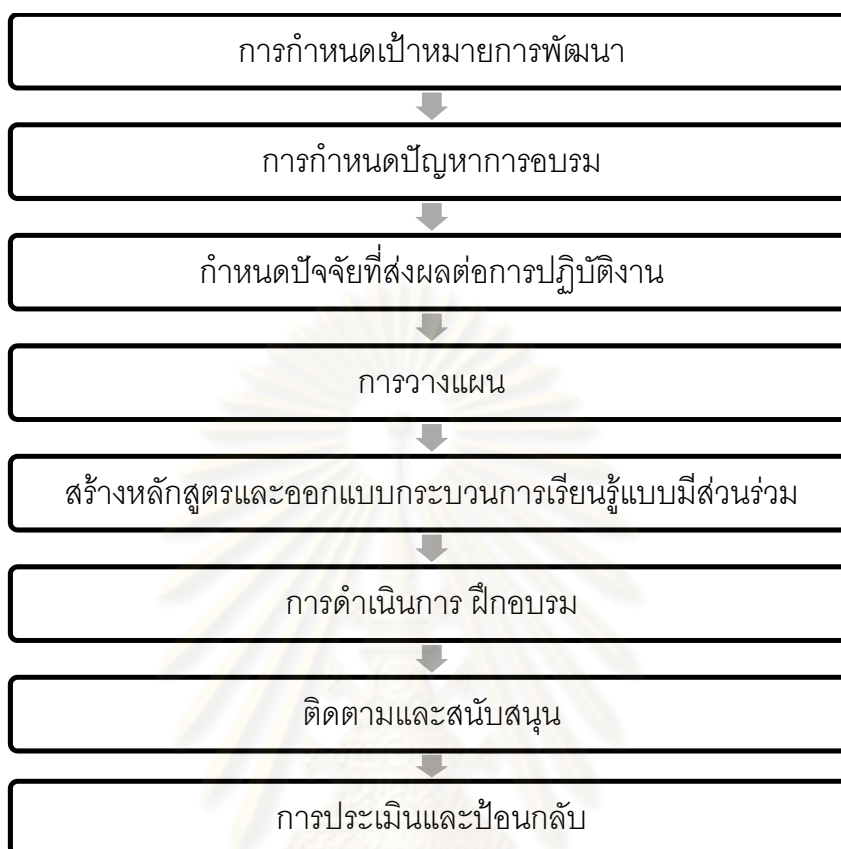 การกำหนดเป้าหมายการพัฒนา
การกำหนดปัญหาการอบรม
กำหนดปัจจัยที่ส่งผลต่อการปฏิบัติงาน
การวางแผน
สร้างหลักสูตรและออกแบบกระบวนการเรียนรู้แบบมีส่วนร่วม
การดำเนินการ ฝึกอบรม
ติดตามและสนับสนุน
การประเมินและป้อนกลับ